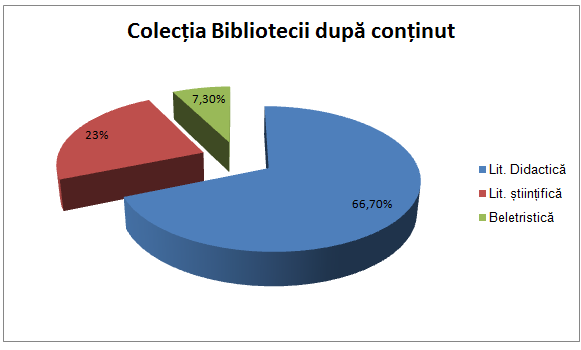 Colecția Bibliotecii după conținut
7,30%
23%
66,70%
Lit. Didactică
Lit. științifică
Beletristică